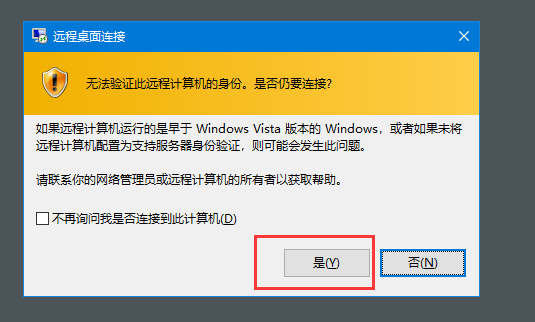 远程桌面连接
无法验证此远程计算机的身份。是否仍要连接?
如果远程计算机运行的是早于 Windows Vista 版本的 Windows，或者如果未将
远程计算机配置为支持服务器身份验证，则可能会发生此问题。
请联系你的网络管理员或远程计算机的所有者以获取帮助。
不再询问我是否连接到此计算机(D)
是(Y)
否(N)